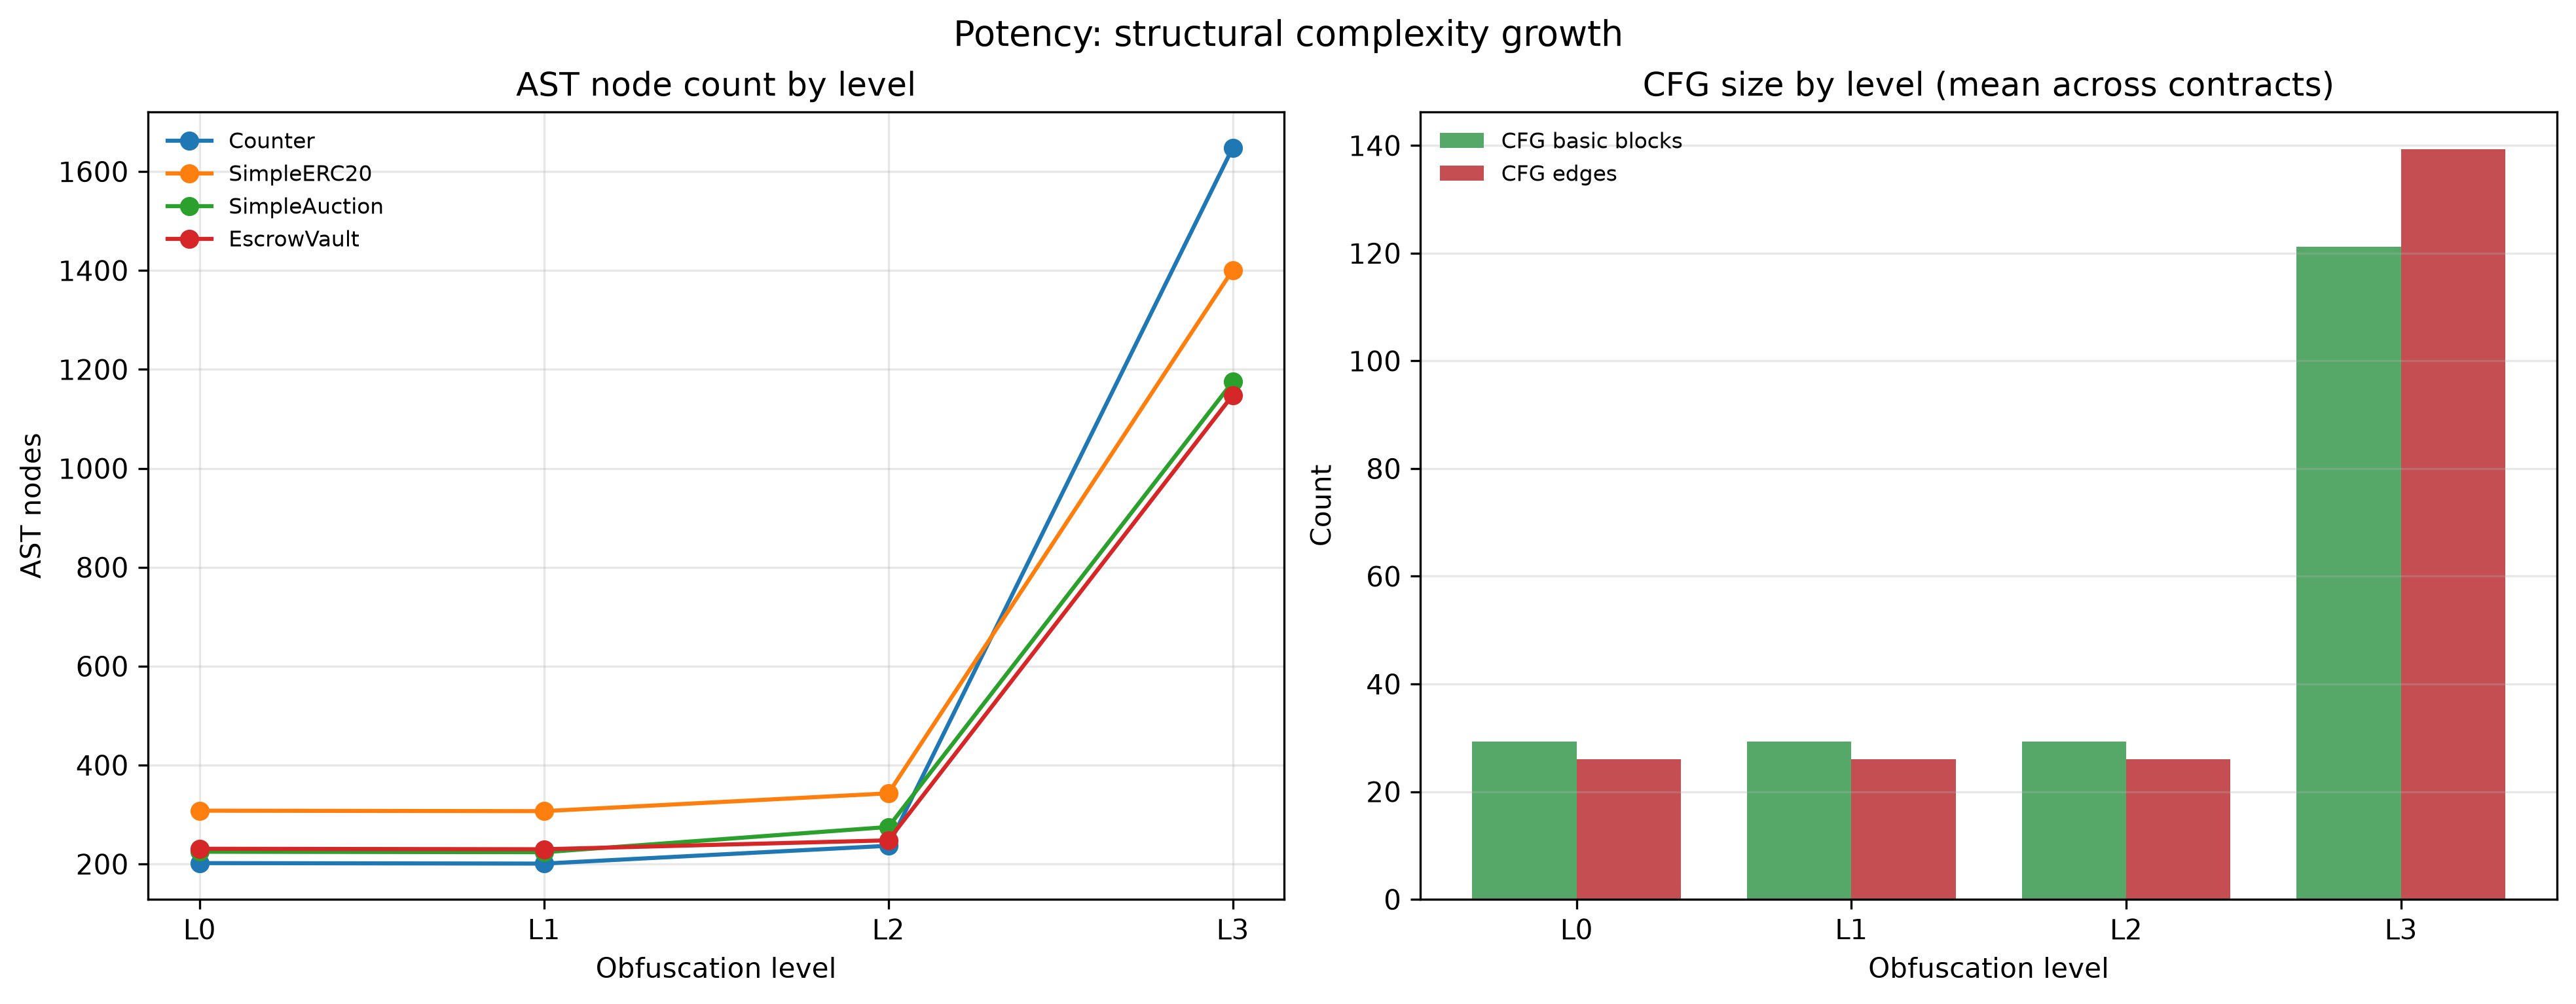 Potency: structural complexity growth
AST node count by level
Counter
SimpleERC20
SimpleAuction
EscrowVault
1600
1400
1200
1000
800
600
400
200
AST nodes
L0 L1 L2 L3
Obfuscation level
CFG size by level (mean across contracts)
CFG basic blocks
CFG edges
140
120
100
80
60
40
20
0
Count
L0 L1 L2 L3
Obfuscation level